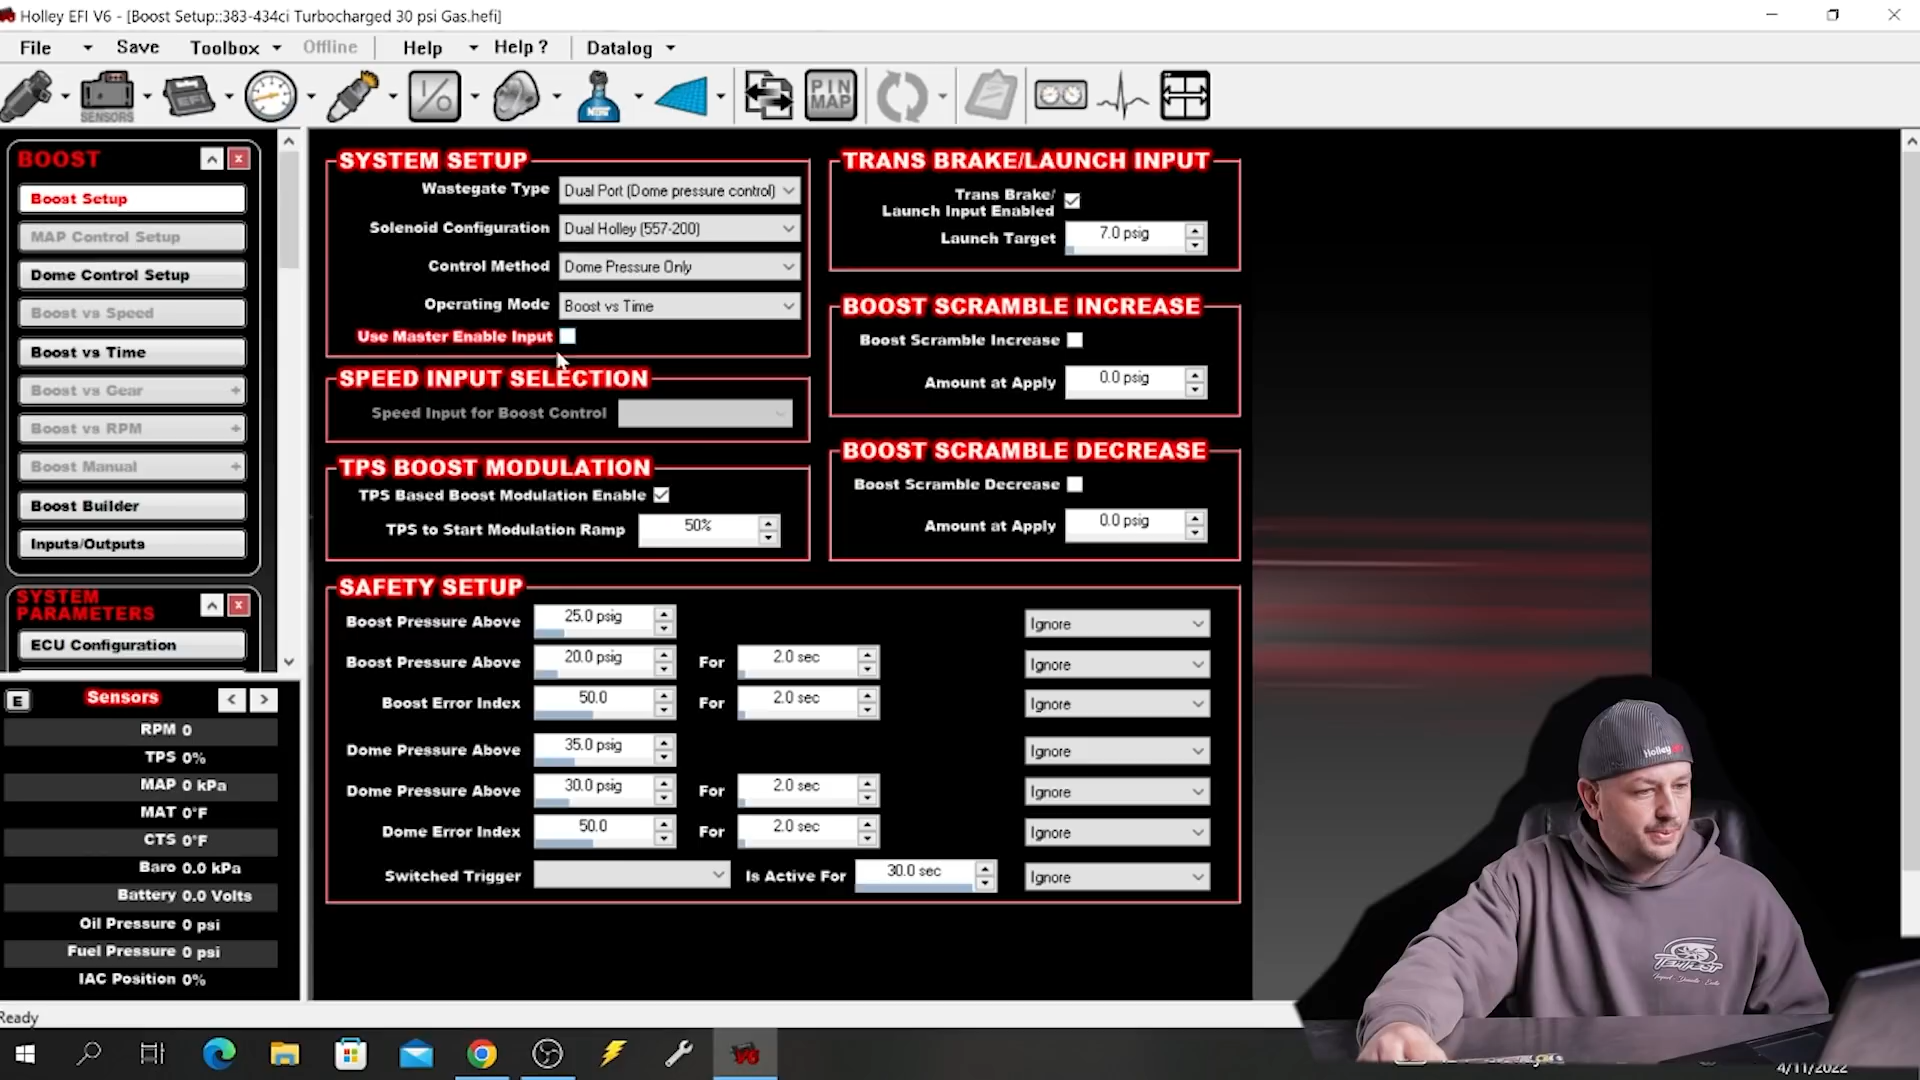 Holley EFI V6 - [Boost Setup::383-434ci Turbocharged 30 psi Gas.hefi]
File Save Toolbox Offline Help Help ? Datalog
SENSORS
EFI
NEW
PIN MAP
BOOST
Boost Setup
MAP Control Setup
Dome Control Setup
Boost vs Speed
Boost vs Time
Boost vs Gear +
Boost vs RPM +
Boost Manual +
Boost Builder
Inputs/Outputs
SYSTEM PARAMETERS
ECU Configuration
E Sensors < >
RPM 0
TPS 0%
MAP 0 kPa
MAT 0°F
CTS 0°F
Baro 0.0 kPa
Battery 0.0 Volts
Oil Pressure 0 psi
Fuel Pressure 0 psi
IAC Position 0%
SYSTEM SETUP
Wastegate Type Dual Port (Dome pressure control)
Solenoid Configuration Dual Holley (557-200)
Control Method Dome Pressure Only
Operating Mode Boost vs Time
Use Master Enable Input
SPEED INPUT SELECTION
Speed Input for Boost Control
TPS BOOST MODULATION
TPS Based Boost Modulation Enable
TPS to Start Modulation Ramp 50%
TRANS BRAKE/LAUNCH INPUT
Trans Brake/
Launch Input Enabled
Launch Target 7.0 psig
BOOST SCRAMBLE INCREASE
Boost Scramble Increase
Amount at Apply 0.0 psig
BOOST SCRAMBLE DECREASE
Boost Scramble Decrease
Amount at Apply 0.0 psig
SAFETY SETUP
Boost Pressure Above 25.0 psig Ignore
Boost Pressure Above 20.0 psig For 2.0 sec Ignore
Boost Error Index 50.0 For 2.0 sec Ignore
Dome Pressure Above 35.0 psig Ignore
Dome Pressure Above 30.0 psig For 2.0 sec Ignore
Dome Error Index 50.0 For 2.0 sec Ignore
Switched Trigger Is Active For 30.0 sec Ignore
Holley
TEMPEST
Ready
V6
4/11/2022